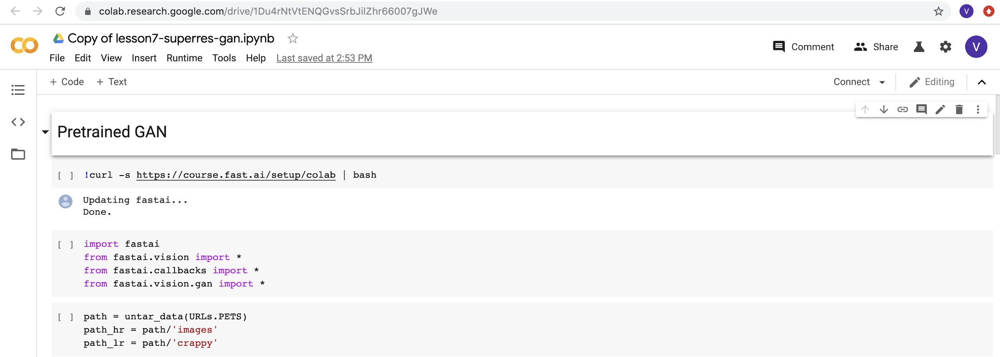 colab.research.google.com/drive/1Du4rNtVtENQGvsSrbJilZhr66007gJWe
V
Copy of lesson7-superres-gan.ipynb
File Edit View Insert Runtime Tools Help Last saved at 2:53 PM
Comment Share V
+ Code + Text
Connect Editing
Pretrained GAN
[ ] !curl -s https://course.fast.ai/setup/colab | bash
Updating fastai...
Done.
[ ] import fastai
from fastai.vision import *
from fastai.callbacks import *
from fastai.vision.gan import *
[ ] path = untar_data(URLs.PETS)
path_hr = path/'images'
path_lr = path/'crappy'